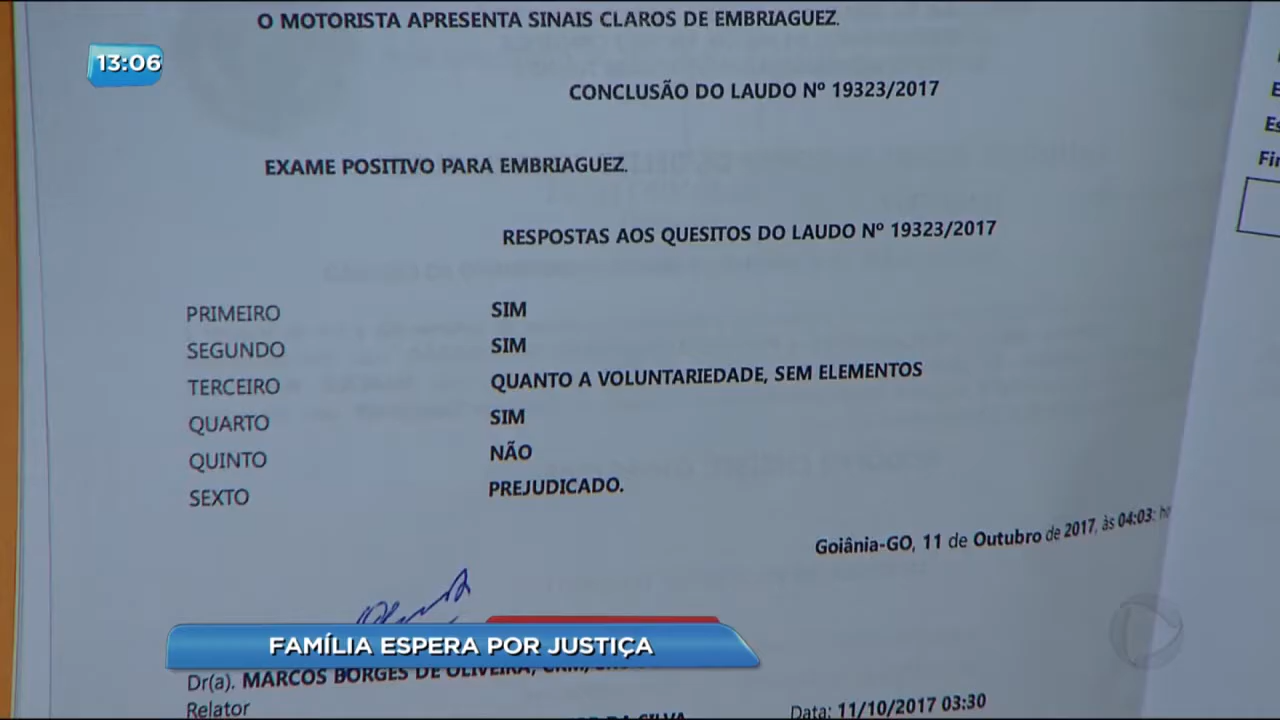 O MOTORISTA APRESENTA SINAIS CLAROS DE EMBRIAGUEZ.
13:06
CONCLUSÃO DO LAUDO Nº 19323/2017
EXAME POSITIVO PARA EMBRIAGUEZ.
RESPOSTAS AOS QUESITOS DO LAUDO Nº 19323/2017
PRIMEIRO SIM
SEGUNDO SIM
TERCEIRO QUANTO A VOLUNTARIEDADE, SEM ELEMENTOS
QUARTO SIM
QUINTO NÃO
SEXTO PREJUDICADO.
Goiânia-GO, 11 de Outubro de 2017, às 04:03:
FAMÍLIA ESPERA POR JUSTIÇA
Dr(a). MARCOS BORGES DE OLIVEIRA,
Relator
DA SILVA
Data: 11/10/2017 03:30